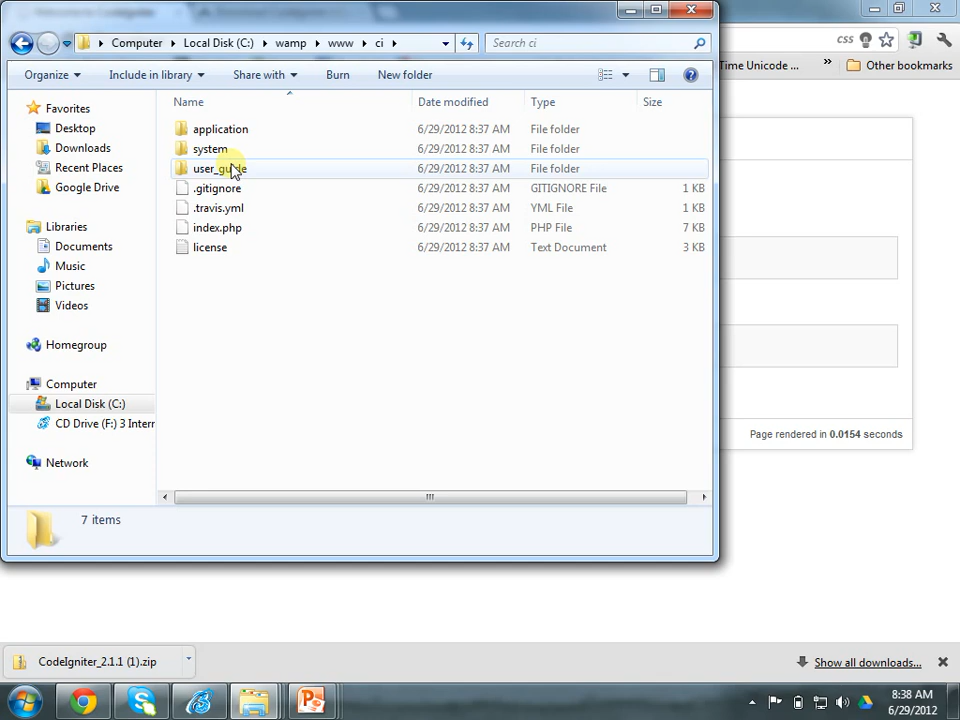 Computer Local Disk (C:) wamp www ci
Search ci
css
Time Unicode ... » Other bookmarks
Organize Include in library Share with Burn New folder
Name Date modified Type Size
Favorites
Desktop
Downloads
Recent Places
Google Drive
Libraries
Documents
Music
Pictures
Videos
Homegroup
Computer
Local Disk (C:)
CD Drive (F:) 3 Interr
Network
application 6/29/2012 8:37 AM File folder
system 6/29/2012 8:37 AM File folder
user_guide 6/29/2012 8:37 AM File folder
.gitignore 6/29/2012 8:37 AM GITIGNORE File 1 KB
.travis.yml 6/29/2012 8:37 AM YML File 1 KB
index.php 6/29/2012 8:37 AM PHP File 7 KB
license 6/29/2012 8:37 AM Text Document 3 KB
Page rendered in 0.0154 seconds
7 items
CodeIgniter_2.1.1 (1).zip
Show all downloads...
8:38 AM
6/29/2012